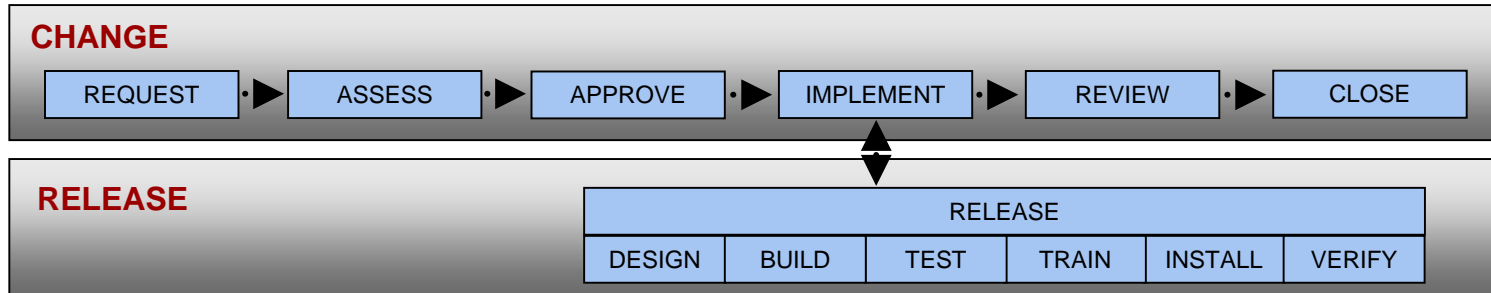 CHANGE
REQUEST ASSESS APPROVE IMPLEMENT REVIEW CLOSE
RELEASE
RELEASE
DESIGN BUILD TEST TRAIN INSTALL VERIFY